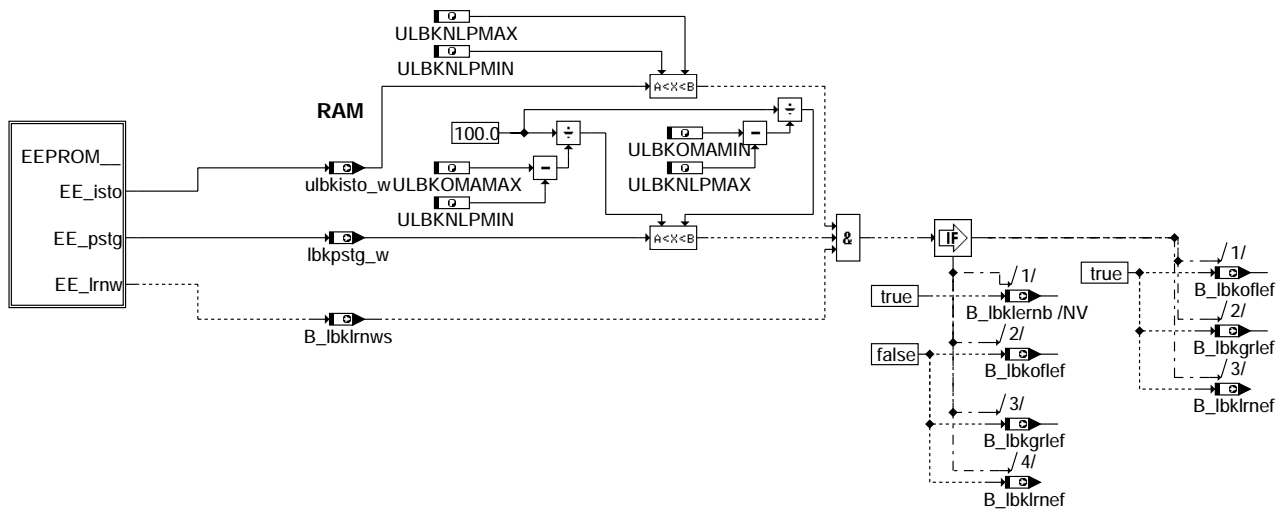 ULBKNLPMAX
ULBKNLPMIN
A<X<B
RAM
100.0
÷
÷
-
ULBKOMAMIN
ULBKNLPMAX
EEPROM__
EE_isto
ulbkisto_w
ULBKOMAMAX
-
ULBKNLPMIN
EE_pstg
lbkpstg_w
A<X<B
&
IF
EE_lrnw
B_lbklrnws
true
1/
B_lbklernb /NV
false
2/
B_lbkoflef
3/
B_lbkgrlef
4/
B_lbklrnef
true
1/
B_lbkoflef
2/
B_lbkgrlef
3/
B_lbklrnef